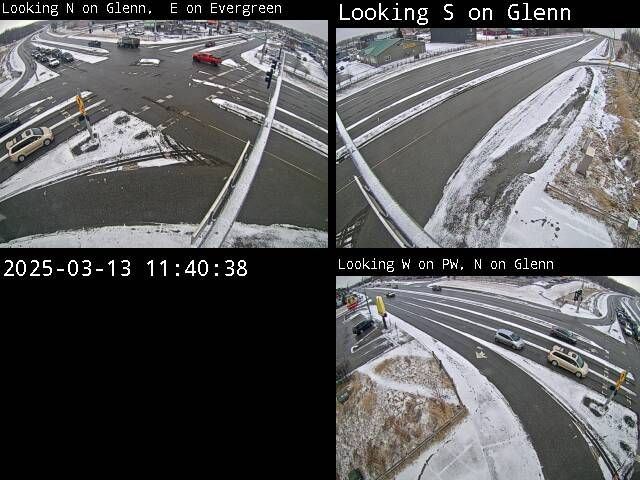 Looking N on Glenn,  E on Evergreen
Looking S on Glenn
2025-03-13 11:40:38
Looking W on PW, N on Glenn